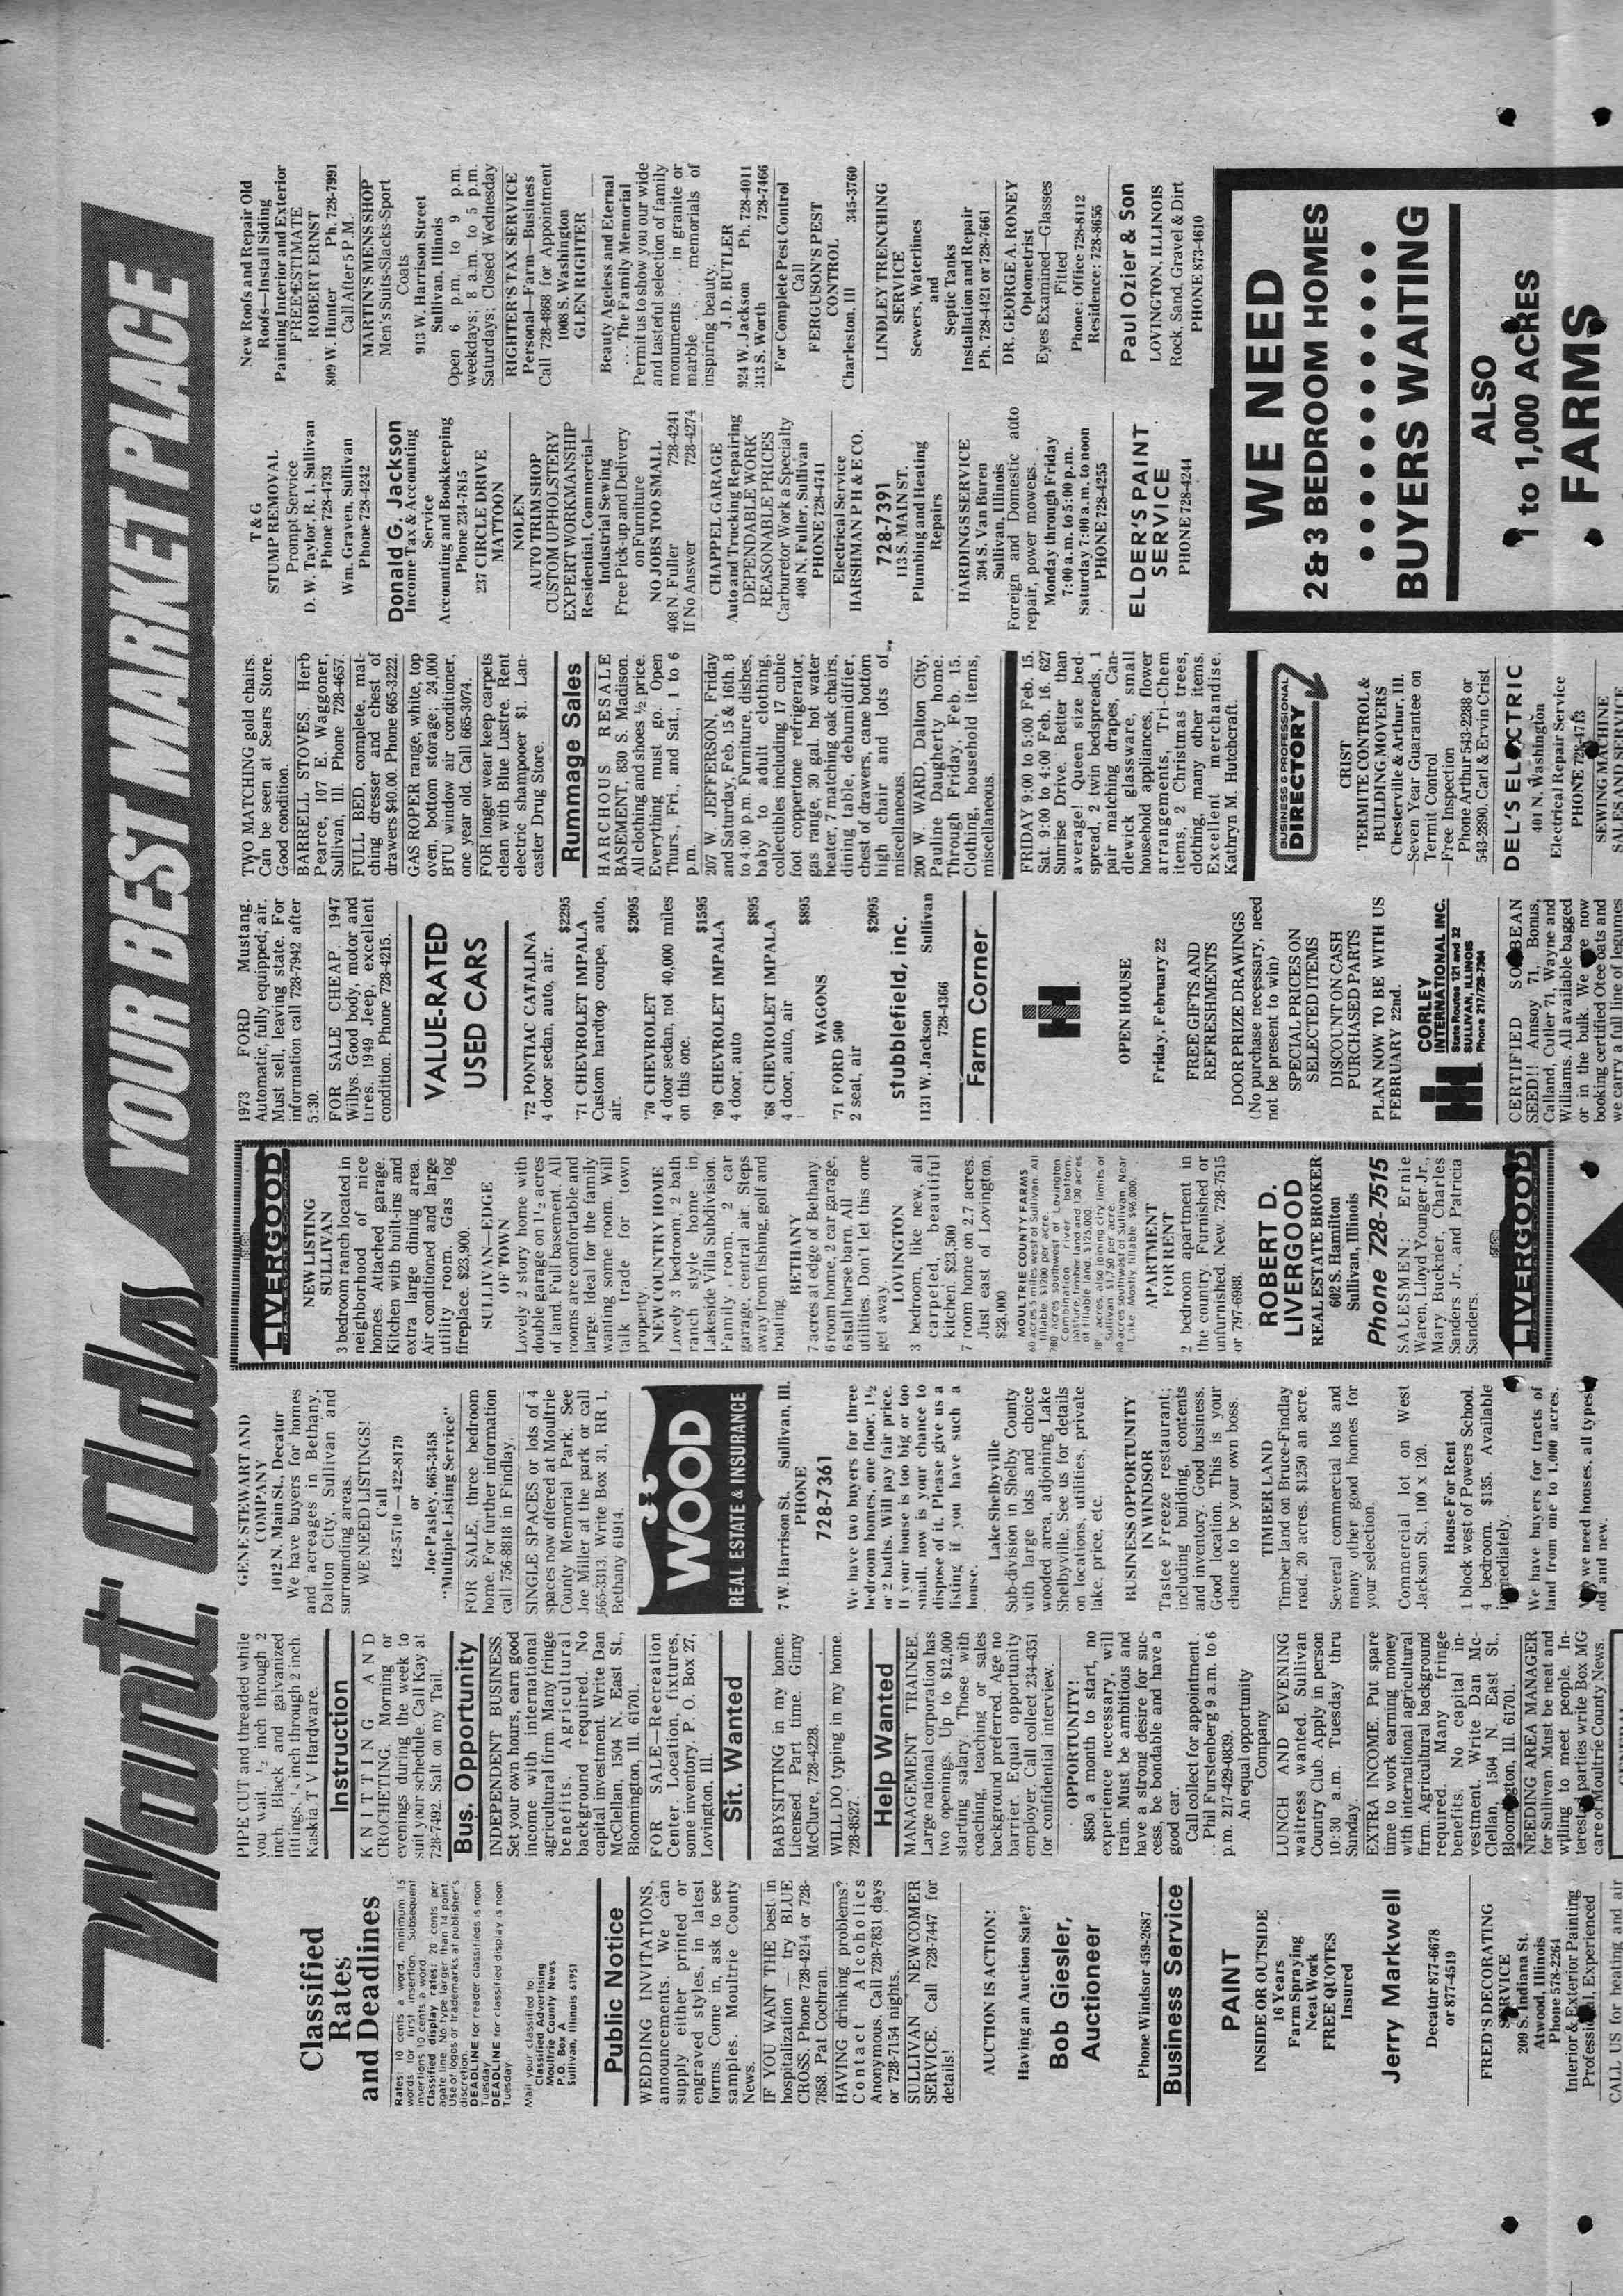 Want Ads YOUR BEST MARKET PLACE
Classified
Rates
and Deadlines
Rates: 10 cents a word, minimum 15
words for first insertion. Subsequent
insertions 10 cents a word
Classified display rates: 20 cents per
agate line. No type larger than 14 point.
Use of logos or trademarks at publisher's
discretion.
DEADLINE for reader classifieds is noon
Tuesday
DEADLINE for classified display is noon
Tuesday
Mail your classified to
Classified Advertising
Moultrie County News
P.O. Box
Sullivan, Illinois 61951
Public Notice
WEDDING INVITATIONS,
announcements. We can
supply either printed or
engraved styles, in latest
forms. Come in, ask to see
samples. Moultrie County
News.
IF YOU WANT THE best in
hospitalization — try BLUE
CROSS. Phone 728-4214 or 728-
7858. Pat Cochran.
HAVING drinking problems?
Contact Alcoholics
Anonymous. Call 728-7831 days
or 728-7154 nights.
SULLIVAN NEWCOMER
SERVICE. Call 728-7447 for
details!
AUCTION IS ACTION!
Having an Auction Sale?
Bob Giesler,
Auctioneer
Phone Windsor 459-2687
Business Service
PAINT
INSIDE OR OUTSIDE
16 Years
Farm Spraying
Neat Work
FREE QUOTES
Insured
Jerry Markwell
Decatur 877-6678
or 877-4519
FRED'S DECORATING
SERVICE
209 S. Indiana St.
Atwood, Illinois
Phone 578-2264
Interior & Exterior Painting
Professional, Experienced
CALL US for heating and air
PIPE CUT and threaded while
you wait. ½ inch through 2
inch. Black and galvanized
fittings, ⅛ inch through 2 inch.
Kaskia T V Hardware.
Instruction
KNITTING AND
CROCHETING. Morning or
evenings during the week to
suit your schedule. Call Kay at
728-7492. Salt on my Tail.
Bus. Opportunity
INDEPENDENT BUSINESS.
Set your own hours, earn good
income with international
agricultural firm. Many fringe
benefits. Agricultural
background required. No
capital investment. Write Dan
McClellan, 1504 N. East St.,
Bloomington, Ill. 61701.
FOR SALE—Recreation
Center. Location, fixtures,
some inventory. P. O. Box 27,
Lovington, Ill.
Sit. Wanted
BABYSITTING in my home.
Licensed. Part time. Ginny
McClure, 728-4228.
WILL DO typing in my home.
728-8527.
Help Wanted
MANAGEMENT TRAINEE.
Large national corporation has
two openings. Up to $12,000
starting salary. Those with
coaching, teaching or sales
background preferred. Age no
barrier. Equal opportunity
employer. Call collect 234-4351
for confidential interview.
OPPORTUNITY!
$850 a month to start, no
experience necessary, will
train. Must be ambitious and
have a strong desire for suc-
cess, be bondable and have a
good car.
Call collect for appointment.
Phil Furstenberg 9 a.m. to 6
p.m. 217-429-0839.
An equal opportunity
Company
LUNCH AND EVENING
waitress wanted. Sullivan
Country Club. Apply in person
10:30 a.m. Tuesday thru
Sunday.
EXTRA INCOME. Put spare
time to work earning money
with international agricultural
firm. Agricultural background
required. Many fringe
benefits. No capital in-
vestment. Write Dan Mc-
Clellan, 1504 N. East St.,
Bloomington, Ill. 61701.
NEEDING AREA MANAGER
for Sullivan. Must be neat and
willing to meet people. In-
terested parties write Box MG
care of Moultrie County News.
GENE STEWART AND
COMPANY
1012 N. Main St., Decatur
We have buyers for homes
and acreages in Bethany,
Dalton City, Sullivan and
surrounding areas.
WE NEED LISTINGS!
Call
422-5710—422-8179
or
Joe Pasley, 665-3458
"Multiple Listing Service"
FOR SALE, three bedroom
home. For further information
call 756-8818 in Findlay.
SINGLE SPACES or lots of 4
spaces now offered at Moultrie
County Memorial Park. See
Joe Miller at the park or call
665-3313. Write Box 31, RR 1,
Bethany 61914.
WOOD
REAL ESTATE & INSURANCE
7 W. Harrison St. Sullivan, Ill.
PHONE
728-7361
We have two buyers for three
bedroom homes, one floor, 1½
or 2 baths. Will pay fair price.
If your house is too big or too
small, now is your chance to
dispose of it. Please give us a
listing if you have such a
house.
Lake Shelbyville
Sub-division in Shelby County
with large lots and choice
wooded area, adjoining Lake
Shelbyville. See us for details
on locations, utilities, private
lake, price, etc.
BUSINESS OPPORTUNITY
IN WINDSOR
Tastee Freeze restaurant;
including building, contents
and inventory. Good business.
Good location. This is your
chance to be your own boss.
TIMBER LAND
Timber land on Bruce-Findlay
road. 20 acres. $1250 an acre.
Several commercial lots and
many other good homes for
your selection.
Commercial lot on West
Jackson St., 100 x 120.
House For Rent
1 block west of Powers School.
4 bedroom. $135. Available
immediately.
We have buyers for tracts of
land from one to 1,000 acres.
we need houses, all types
old and new.
LIVERGOOD
REAL ESTATE COMPANY
NEW LISTING
SULLIVAN
3 bedroom ranch located in
neighborhood of nice
homes. Attached garage.
Kitchen with built-ins and
extra large dining area.
Air conditioned and large
utility room. Gas log
fireplace. $23,900.
SULLIVAN—EDGE
OF TOWN
Lovely 2 story home with
double garage on 1½ acres
of land. Full basement. All
rooms are comfortable and
large. Ideal for the family
wanting some room. Will
talk trade for town
property.
NEW COUNTRY HOME
Lovely 3 bedroom, 2 bath
ranch style home in
Lakeside Villa Subdivision.
Family room, 2 car
garage, central air. Steps
away from fishing, golf and
boating.
BETHANY
7 acres at edge of Bethany.
6 room home, 2 car garage,
6 stall horse barn. All
utilities. Don't let this one
get away.
LOVINGTON
3 bedroom, like new, all
carpeted, beautiful
kitchen. $23,500
7 room home on 2.7 acres.
Just east of Lovington,
$23,000
MOULTRIE COUNTY FARMS
60 acres 5 miles west of Sullivan. All
tillable. $1200 per acre.
280 acres southwest of Lovington.
Combination river bottom,
pasture, timber land and 130 acres
of tillable land. $125,000.
acres, also joining city limits of
Sullivan. $1,750 per acre.
80 acres southwest of Sullivan. Near
Lake. Mostly tillable. $96,000.
APARTMENT
FOR RENT
2 bedroom apartment in
the country. Furnished or
unfurnished. New. 728-7515
or 797-6988.
ROBERT D.
LIVERGOOD
REAL ESTATE BROKER
602 S. Hamilton
Sullivan, Illinois
Phone 728-7515
SALESMEN: Ernie
Waren, Lloyd Younger Jr.,
Mary Buckner, Charles
Sanders Jr., and Patricia
Sanders.
LIVERGOOD
1973 FORD Mustang.
Automatic, fully equipped, air.
Must sell, leaving state. For
information call 728-7942 after
5:30.
FOR SALE CHEAP. 1947
Willys. Good body, motor and
tires. 1949 Jeep, excellent
condition. Phone 728-4215.
VALUE-RATED
USED CARS
'72 PONTIAC CATALINA
4 door sedan, auto, air.
$2295
'71 CHEVROLET IMPALA
Custom hardtop coupe, auto,
air.
$2095
'70 CHEVROLET
4 door sedan, not 40,000 miles
on this one.
$1595
'69 CHEVROLET IMPALA
4 door, auto
$895
'68 CHEVROLET IMPALA
4 door, auto, air
$895
WAGONS
'71 FORD 500
2 seat, air
$2095
stubblefield, inc.
1131 W. Jackson Sullivan
728-4366
Farm Corner
OPEN HOUSE
Friday, February 22
FREE GIFTS AND
REFRESHMENTS
DOOR PRIZE DRAWINGS
(No purchase necessary, need
not be present to win)
SPECIAL PRICES ON
SELECTED ITEMS
DISCOUNT ON CASH
PURCHASED PARTS
PLAN NOW TO BE WITH US
FEBRUARY 22nd.
CORLEY
INTERNATIONAL INC.
State Routes 121 and 32
SULLIVAN, ILLINOIS
Phone 217/728-7284
CERTIFIED SOYBEAN
SEED!! Amsoy 71, Bonus,
Calland, Cutler 71, Wayne and
Williams. All available bagged
or in the bulk. We are now
booking certified Otee oats and
we carry a full line of legumes
TWO MATCHING gold chairs.
Can be seen at Sears Store.
Good condition.
BARRELL STOVES. Herb
Pearce, 107 E. Waggoner,
Sullivan, Ill. Phone 728-4657.
FULL BED, complete, mat-
ching dresser and chest of
drawers $40.00. Phone 665-3222.
GAS ROPER range, white, top
oven, bottom storage; 24,000
BTU window air conditioner,
one year old. Call 665-3074.
FOR longer wear keep carpets
clean with Blue Lustre. Rent
electric shampooer $1. Lan-
caster Drug Store.
Rummage Sales
HARCHOUS RESALE
BASEMENT, 830 S. Madison.
All clothing and shoes ½ price.
Everything must go. Open
Thurs., Fri., and Sat., 1 to 6
p.m.
207 W. JEFFERSON, Friday
and Saturday, Feb. 15 & 16th. 8
to 4:00 p.m. Furniture, dishes,
baby to adult clothing,
collectibles including 17 cubic
foot coppertone refrigerator,
gas range, 30 gal. hot water
heater, 7 matching oak chairs,
dining table, dehumidifier,
chest of drawers, cane bottom
high chair and lots of
miscellaneous.
200 W. WARD, Dalton City,
Pauline Daugherty home.
Through Friday, Feb. 15.
Clothing, household items,
miscellaneous.
FRIDAY 9:00 to 5:00 Feb. 15.
Sat. 9:00 to 4:00 Feb. 16. 627
Sunrise Drive. Better than
average! Queen size bed-
spread, 2 twin bedspreads, 1
pair matching drapes, Can-
dlewick glassware, small
household appliances, flower
arrangements, Tri-Chem
items, 2 Christmas trees,
clothing, many other items.
Excellent merchandise.
Kathryn M. Hutchcraft.
BUSINESS & PROFESSIONAL
DIRECTORY
CRIST
TERMITE CONTROL &
BUILDING MOVERS
Chesterville & Arthur, Ill.
—Seven Year Guarantee on
Termit Control
—Free Inspection
Phone Arthur 543-2288 or
543-2890. Carl & Ervin Crist
DEL'S ELECTRIC
401 N. Washington
Electrical Repair Service
PHONE 728-4713
SEWING MACHINE
SALES AND SERVICE
T & G
STUMP REMOVAL
Prompt Service
D. W. Taylor, R. 1, Sullivan
Phone 728-4793
Wm. Graven, Sullivan
Phone 728-4242
Donald G. Jackson
Income Tax & Accounting
Service
Accounting and Bookkeeping
Phone 234-7815
237 CIRCLE DRIVE
MATTOON
NOLEN
AUTO TRIM SHOP
CUSTOM UPHOLSTERY
EXPERT WORKMANSHIP
Residential, Commercial—
Industrial Sewing
Free Pick-up and Delivery
on Furniture
NO JOBS TOO SMALL
408 N. Fuller 728-4241
If No Answer 728-4274
CHAPPEL GARAGE
Auto and Trucking Repairing
DEPENDABLE WORK
REASONABLE PRICES
Carburetor Work a Specialty
408 N. Fuller, Sullivan
PHONE 728-4741
Electrical Service
HARSHMAN P H & E CO.
728-7391
113 S. MAIN ST.
Plumbing and Heating
Repairs
HARDINGS SERVICE
304 S. Van Buren
Sullivan, Illinois
Foreign and Domestic auto
repair, power mowers.
Monday through Friday
7:00 a.m. to 5:00 p.m.
Saturday 7:00 a.m. to noon
PHONE 728-4255
ELDER'S PAINT
SERVICE
PHONE 728-4244
New Roofs and Repair Old
Roofs—Install Siding
Painting Interior and Exterior
FREE ESTIMATE
ROBERT ERNST
809 W. Hunter Ph. 728-7991
Call After 5 P.M.
MARTIN'S MENS SHOP
Men's Suits-Slacks-Sport
Coats
913 W. Harrison Street
Sullivan, Illinois
Open 6 p.m. to 9 p.m.
weekdays; 8 a.m. to 5 p.m.
Saturdays; Closed Wednesday
RIGHTER'S TAX SERVICE
Personal—Farm—Business
Call 728-4868 for Appointment
1008 S. Washington
GLEN RIGHTER
Beauty Ageless and Eternal
. . . The Family Memorial
Permit us to show you our wide
and tasteful selection of family
monuments . . . in granite or
marble . . . memorials of
inspiring beauty.
J. D. BUTLER
924 W. Jackson Ph. 728-4011
313 S. Worth 728-7466
For Complete Pest Control
Call
FERGUSON'S PEST
CONTROL
Charleston, Ill 345-3760
LINDLEY TRENCHING
SERVICE
Sewers, Waterlines
and
Septic Tanks
Installation and Repair
Ph. 728-4421 or 728-7661
DR. GEORGE A. RONEY
Optometrist
Eyes Examined—Glasses
Fitted
Phone: Office 728-8112
Residence: 728-8656
Paul Ozier & Son
LOVINGTON, ILLINOIS
Rock, Sand, Gravel & Dirt
PHONE 873-4610
WE NEED
2 & 3 BEDROOM HOMES
BUYERS WAITING
ALSO
1 to 1,000 ACRES
• FARMS